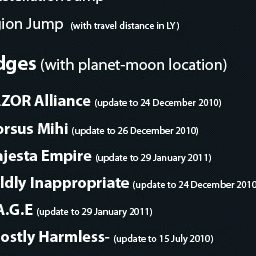 gion Jump (with travel distance in LY)
dges (with planet-moon location)
ZOR Alliance (update to 24 December 2010)
orsus Mihi (update to 26 December 2010)
ajesta Empire (update to 29 January 2011)
ldly Inappropriate (update to 24 December 2010
A.G.E (update to 29 January 2011)
ostly Harmless- (update to 15 July 2010)